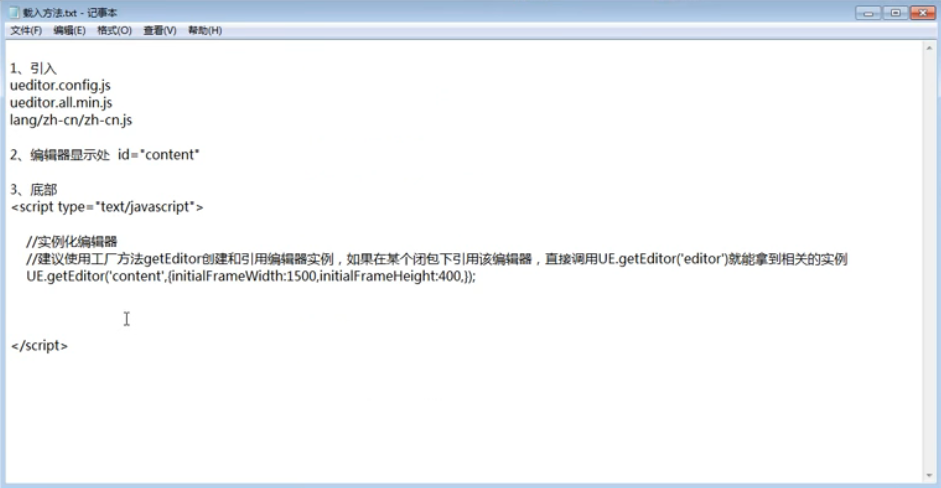 载入方法.txt - 记事本
文件(F) 编辑(E) 格式(O) 查看(V) 帮助(H)
1、引入
ueditor.config.js
ueditor.all.min.js
lang/zh-cn/zh-cn.js
2、编辑器显示处 id="content"
3、底部
<script type="text/javascript">
//实例化编辑器
//建议使用工厂方法getEditor创建和引用编辑器实例，如果在某个闭包下引用该编辑器，直接调用UE.getEditor('editor')就能拿到相关的实例
UE.getEditor('content',{initialFrameWidth:1500,initialFrameHeight:400,});
</script>